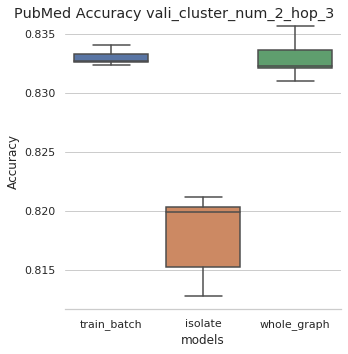 PubMed Accuracy vali_cluster_num_2_hop_3
0.835
0.830
0.825
0.820
0.815
Accuracy
train_batch
isolate
whole_graph
models